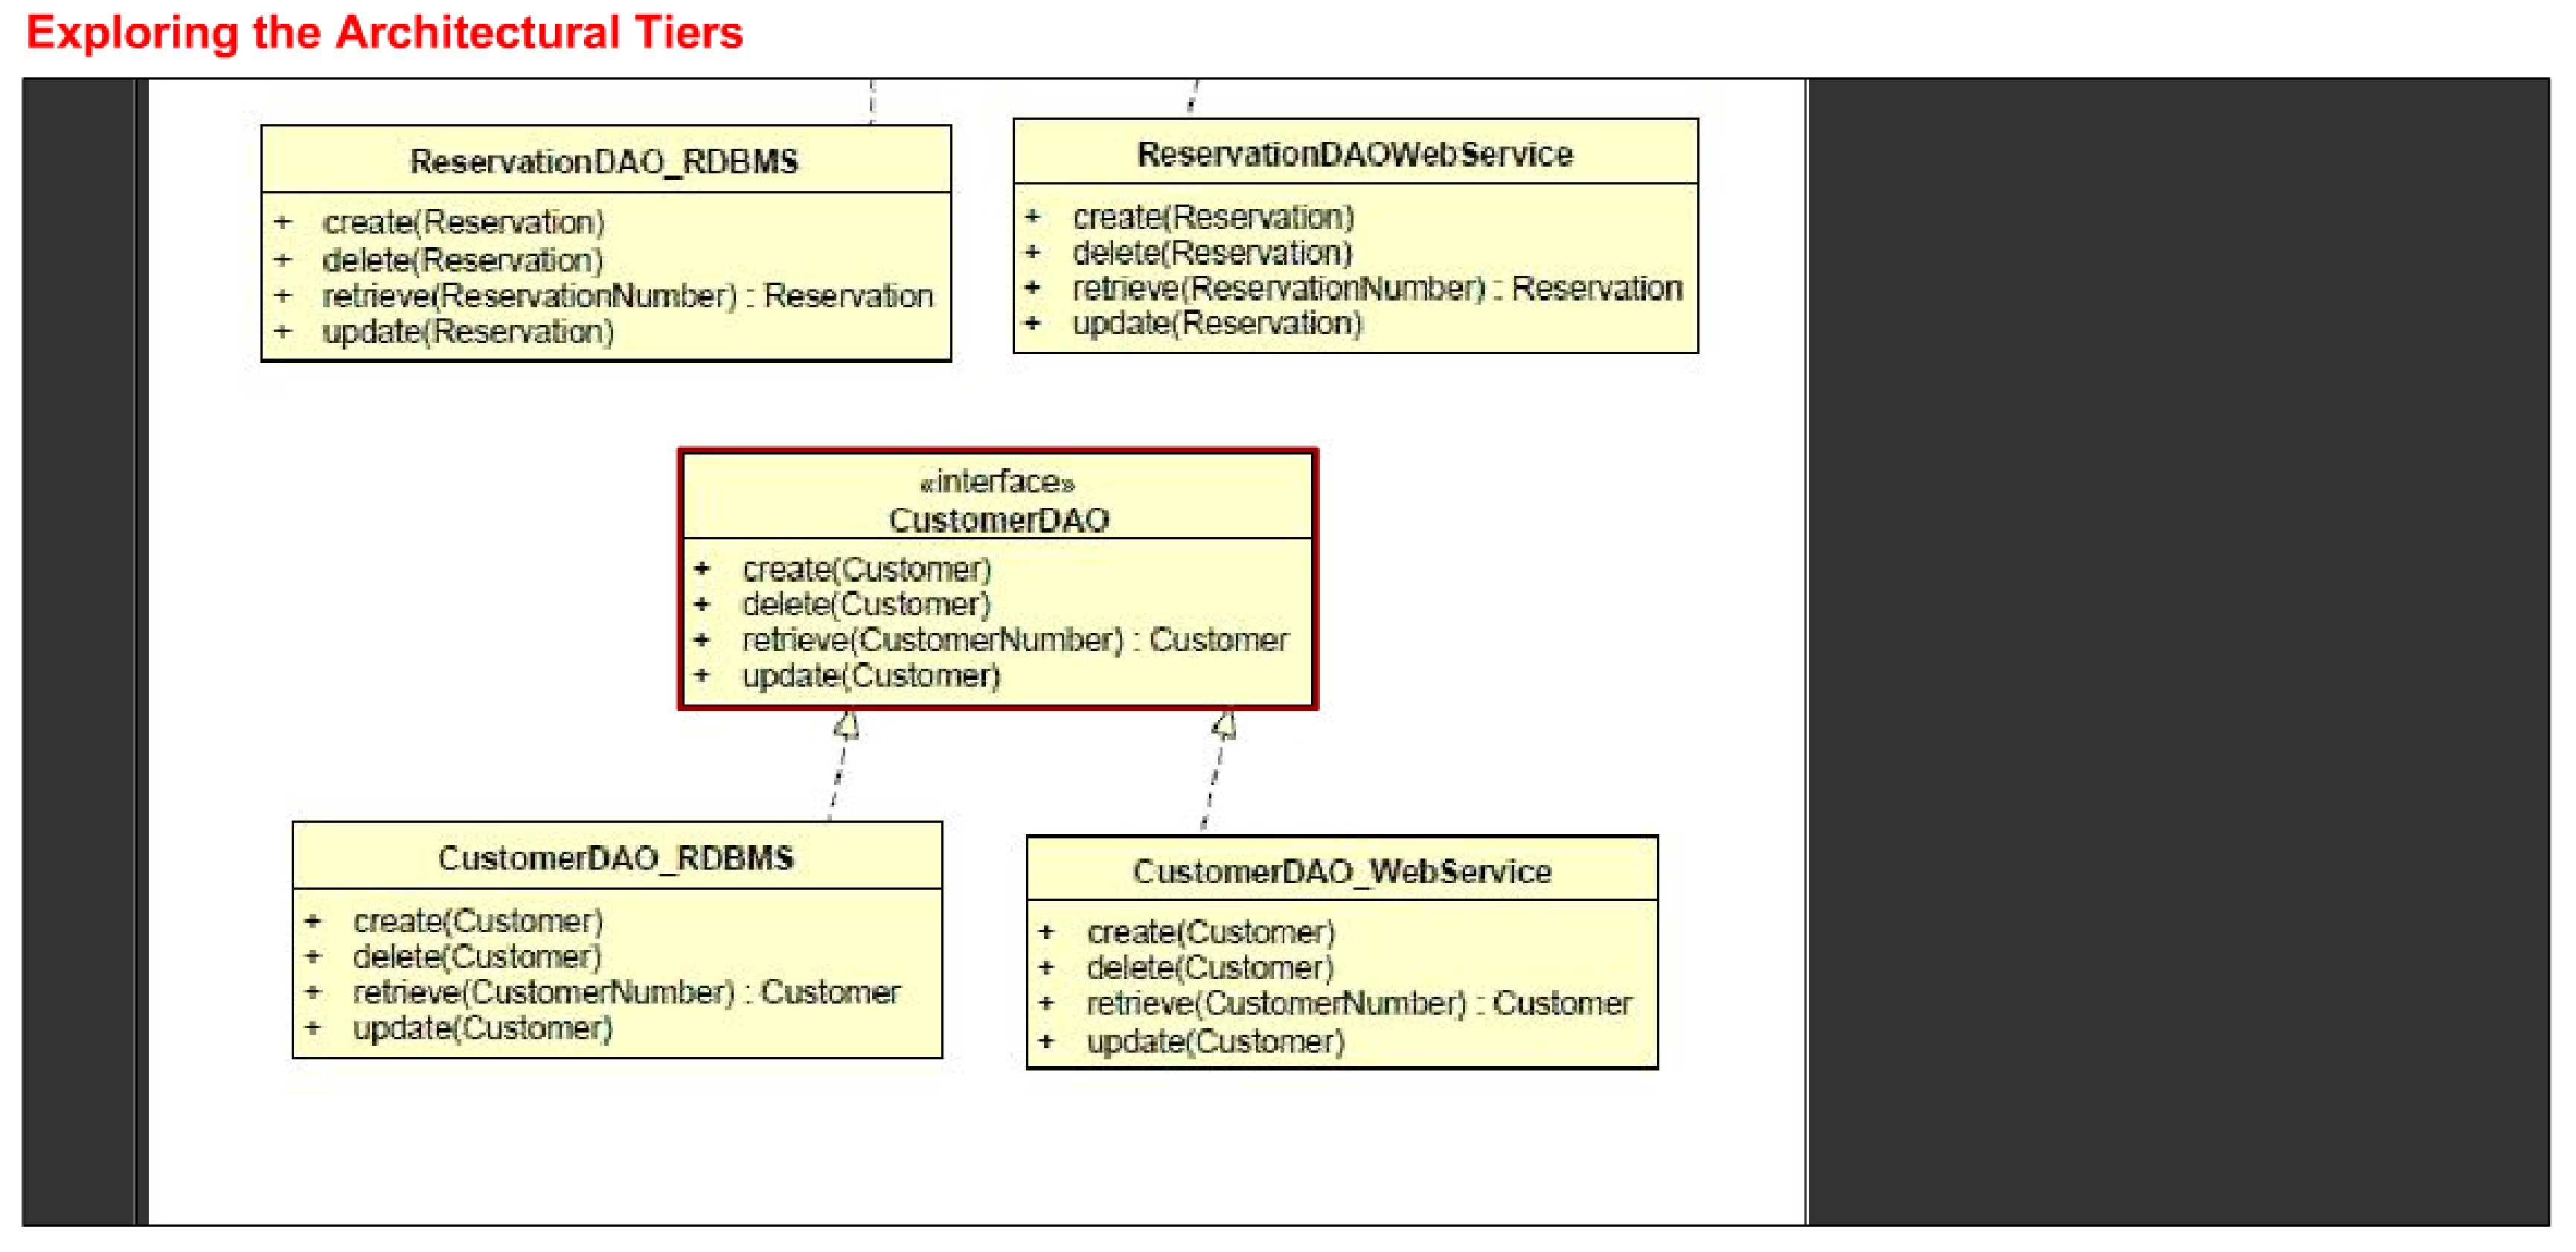 Exploring the Architectural Tiers
ReservationDAO_RDBMS
+ create(Reservation)
+ delete(Reservation)
+ retrieve(ReservationNumber) : Reservation
+ update(Reservation)
ReservationDAOWebService
+ create(Reservation)
+ delete(Reservation)
+ retrieve(ReservationNumber) : Reservation
+ update(Reservation)
«interface»
CustomerDAO
+ create(Customer)
+ delete(Customer)
+ retrieve(CustomerNumber) : Customer
+ update(Customer)
CustomerDAO_RDBMS
+ create(Customer)
+ delete(Customer)
+ retrieve(CustomerNumber) : Customer
+ update(Customer)
CustomerDAO_WebService
+ create(Customer)
+ delete(Customer)
+ retrieve(CustomerNumber) : Customer
+ update(Customer)